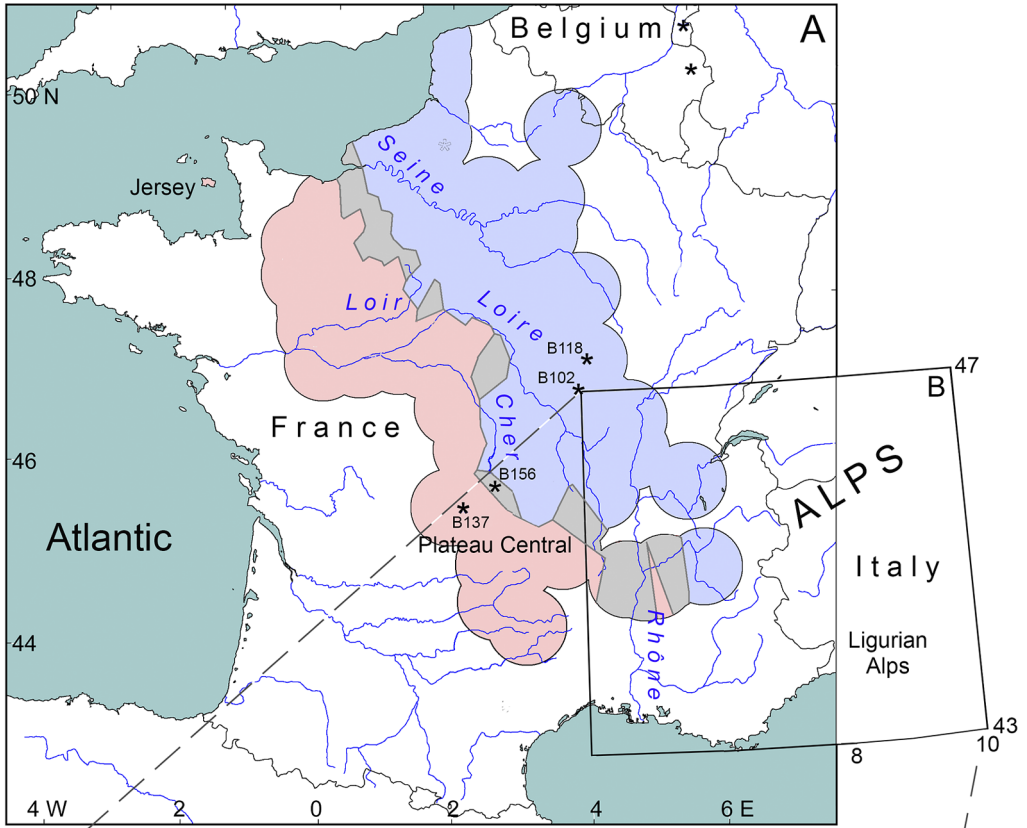 Belgium
A
50 N
Seine
Jersey
48
Loir
Loire
B118
B102
47
B
Cher
France
46
ALPS
B156
B137
Atlantic
Plateau Central
Italy
Rhône
44
Ligurian
Alps
43
10
8
4 W
2
0
2
4
6 E